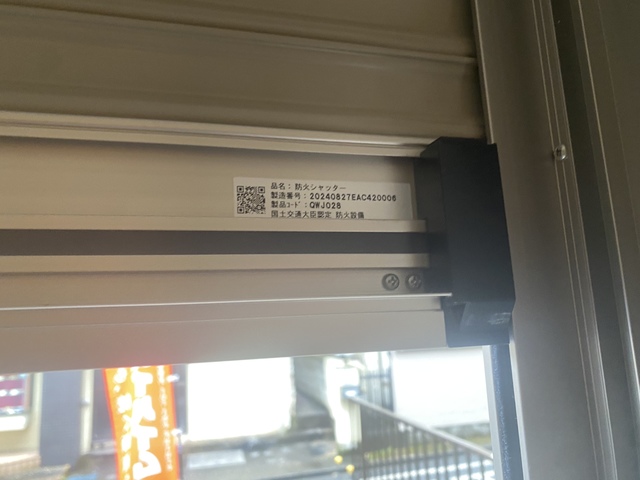 品名：防火シャッター
製造番号：20240827EAC420006
製品ｺｰﾄﾞ：QWJ028
国土交通大臣認定 防火設備